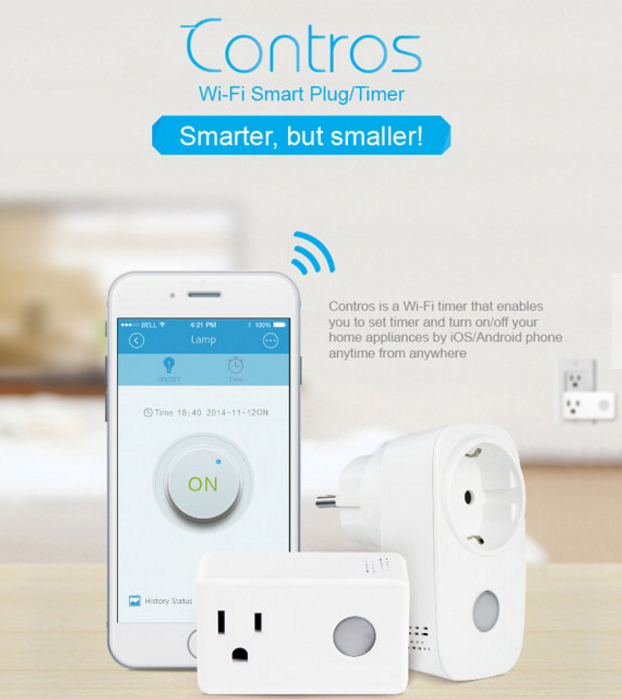 Contros
Wi-Fi Smart Plug/Timer
Smarter, but smaller!
Contros is a Wi-Fi timer that enables
you to set timer and turn on/off your
home appliances by iOS/Android phone
anytime from anywhere
BELL 4:21 PM 100%
Lamp
ON/OFF Time
Time 18:40 2014-11-12ON
ON
History Status